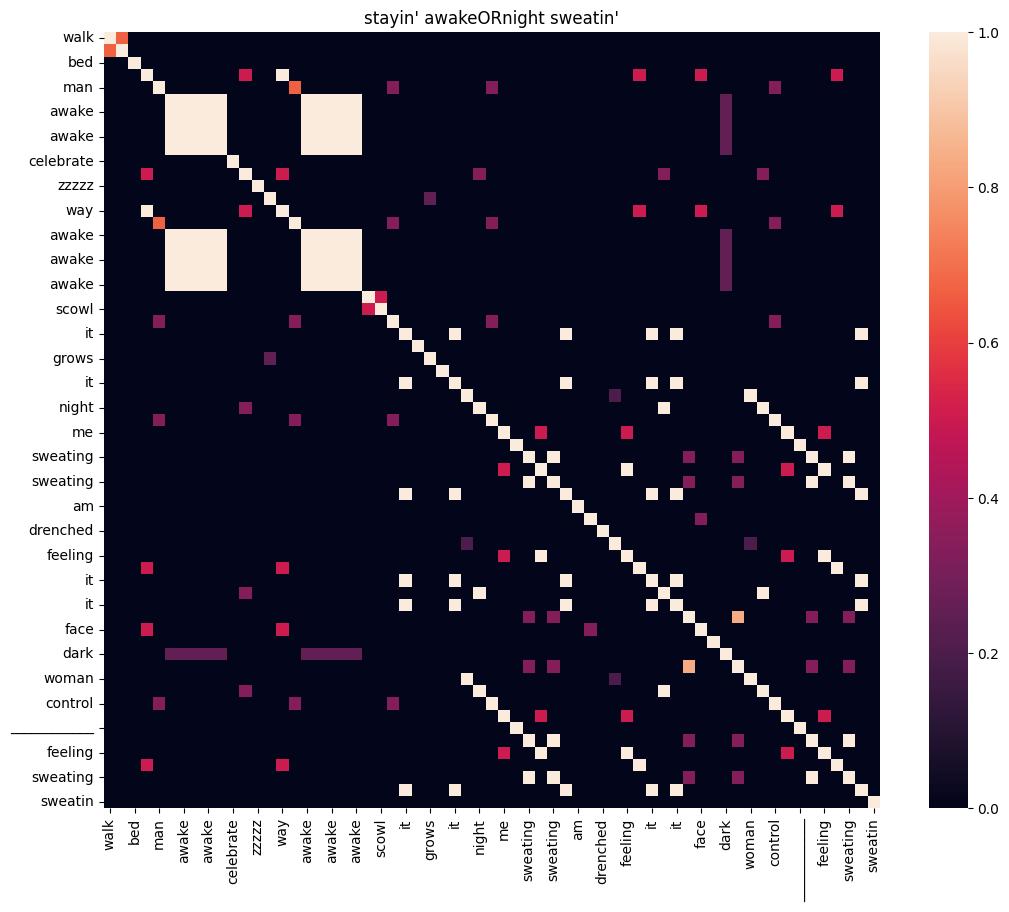 stayin' awakeORnight sweatin'
walk
bed
man
awake
awake
celebrate
zzzzz
way
awake
awake
awake
scowl
it
grows
it
night
me
sweating
sweating
am
drenched
feeling
it
it
face
dark
woman
control
____________
feeling
sweating
sweatin
walk
bed
man
awake
awake
celebrate
zzzzz
way
awake
awake
awake
scowl
it
grows
it
night
me
sweating
sweating
am
drenched
feeling
it
it
face
dark
woman
control
____________
feeling
sweating
sweatin
1.0
0.8
0.6
0.4
0.2
0.0